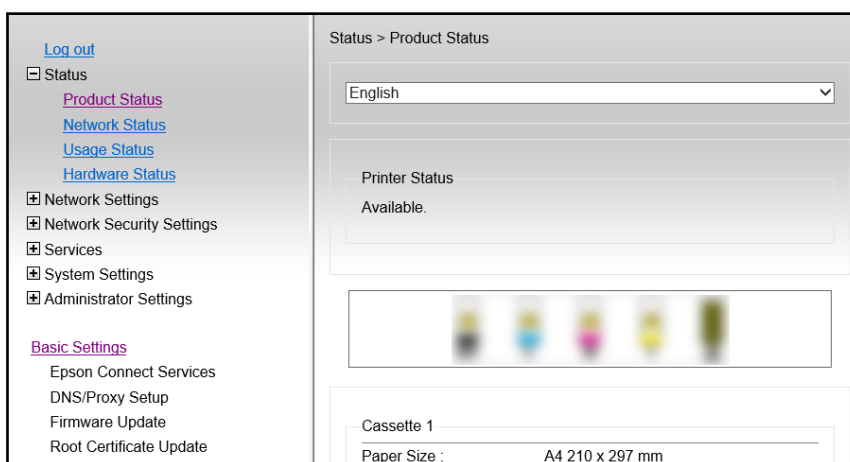 Log out
Status
Product Status
Network Status
Usage Status
Hardware Status
Network Settings
Network Security Settings
Services
System Settings
Administrator Settings
Basic Settings
Epson Connect Services
DNS/Proxy Setup
Firmware Update
Root Certificate Update
Status > Product Status
English
Printer Status
Available.
Cassette 1
Paper Size : A4 210 x 297 mm